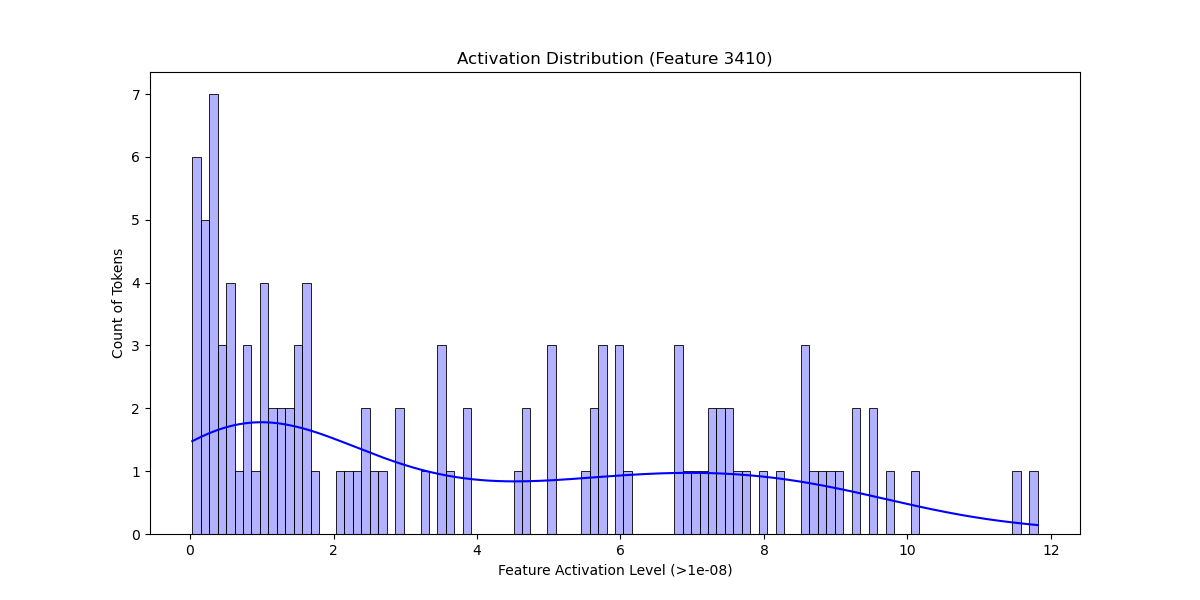 Activation Distribution (Feature 3410)
Count of Tokens
7
6
5
4
3
2
1
0
0 2 4 6 8 10 12
Feature Activation Level (>1e-08)